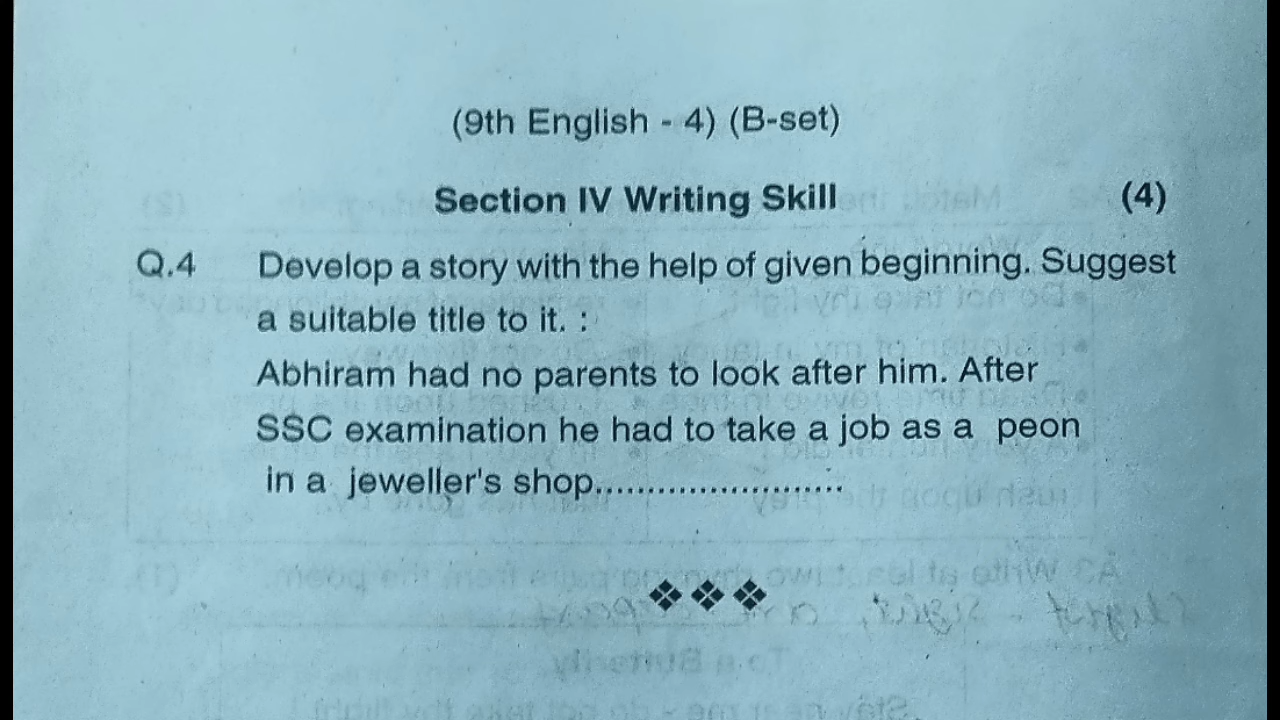 (9th English - 4) (B-set)
Section IV Writing Skill (4)
Q.4 Develop a story with the help of given beginning. Suggest
a suitable title to it. :
Abhiram had no parents to look after him. After
SSC examination he had to take a job as a peon
in a jeweller's shop........................